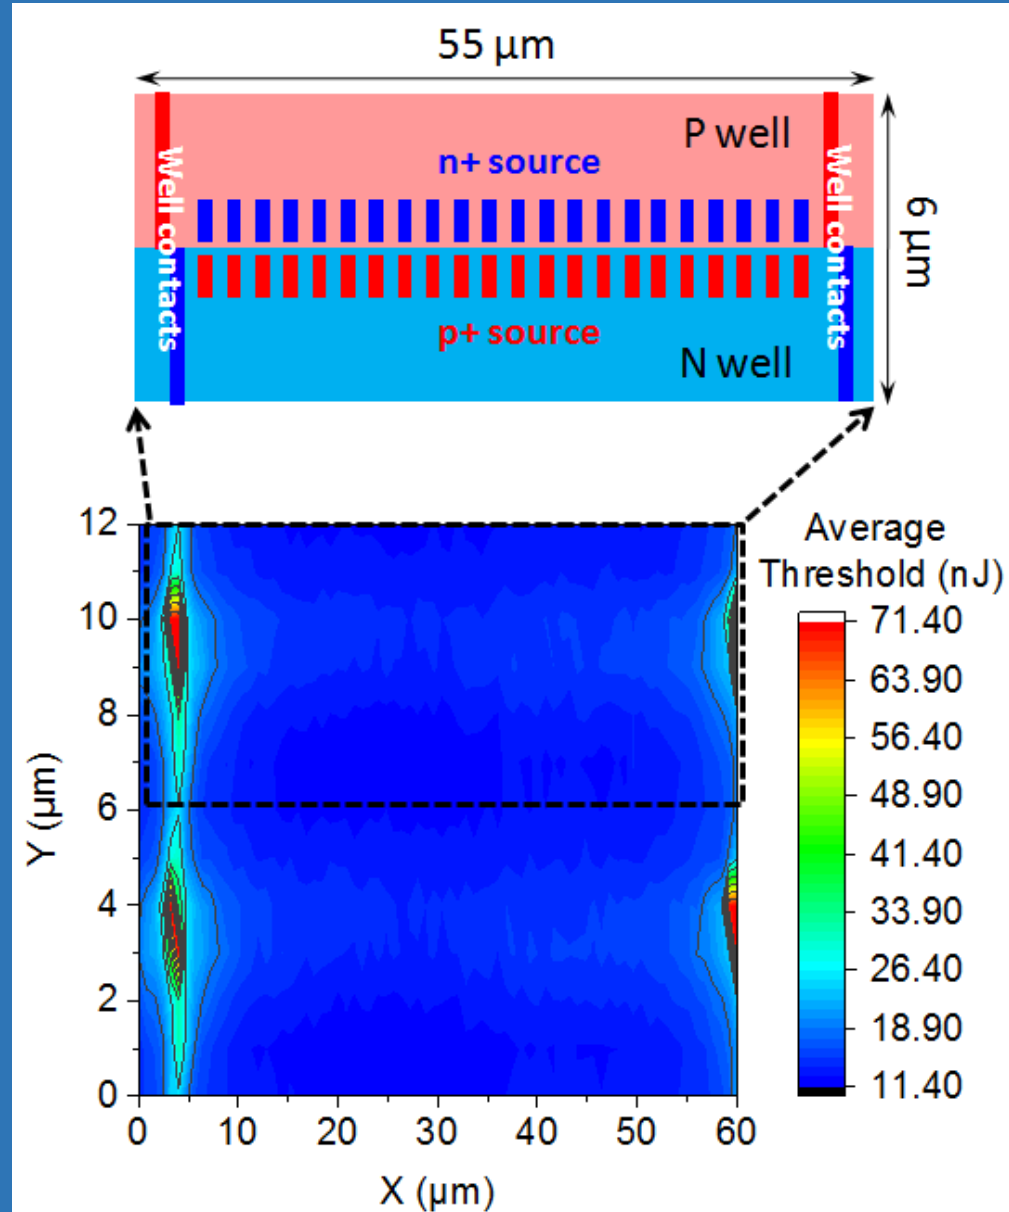 55 µm
P well
n+ source
Well contacts
Well contacts
6 µm
p+ source
N well
12
10
8
6
4
2
0
Y (µm)
0 10 20 30 40 50 60
X (µm)
Average
Threshold (nJ)
71.40
63.90
56.40
48.90
41.40
33.90
26.40
18.90
11.40